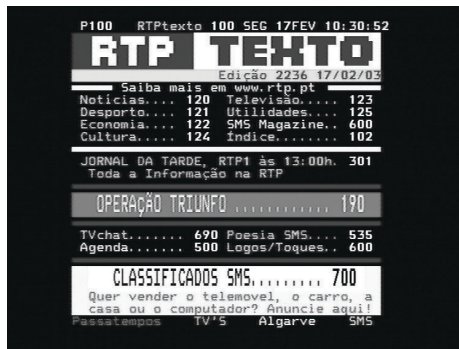 P100 RTPtexto 100 SEG 17FEV 10:30:52
RTP TEXTO
Edição 2236 17/02/03
Saiba mais em www.rtp.pt
Notícias.... 120 Televisão..... 123
Desporto.... 121 Utilidades.... 125
Economia.... 122 SMS Magazine.. 600
Cultura..... 124 Índice........ 102
JORNAL DA TARDE, RTP1 às 13:00h. 301
Toda a Informação na RTP
OPERAÇÃO TRIUNFO ............ 190
TVchat....... 690 Poesia SMS.... 535
Agenda....... 500 Logos/Toques.. 600
CLASSIFICADOS SMS......... 700
Quer vender o telemovel, o carro, a
casa ou o computador? Anuncie aqui!
Passatempos TV'S Algarve SMS